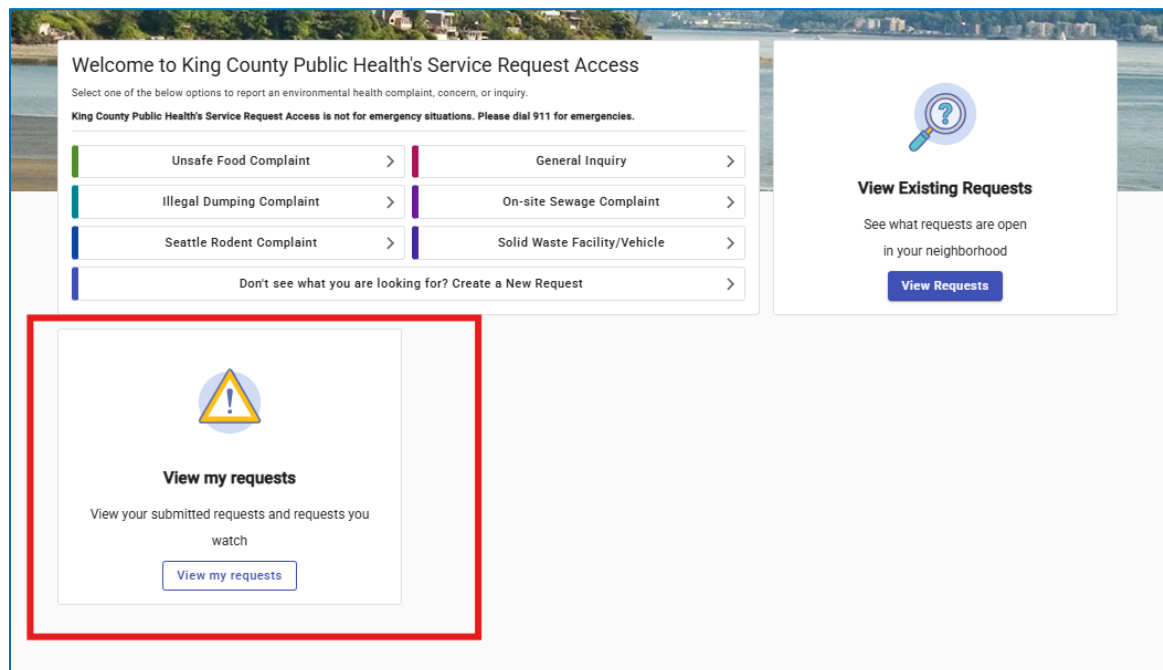 Welcome to King County Public Health's Service Request Access
Select one of the below options to report an environmental health complaint, concern, or inquiry.
King County Public Health's Service Request Access is not for emergency situations. Please dial 911 for emergencies.
Unsafe Food Complaint
General Inquiry
Illegal Dumping Complaint
On-site Sewage Complaint
Seattle Rodent Complaint
Solid Waste Facility/Vehicle
Don't see what you are looking for? Create a New Request
?
View Existing Requests
See what requests are open
in your neighborhood
View Requests
!
View my requests
View your submitted requests and requests you
watch
View my requests